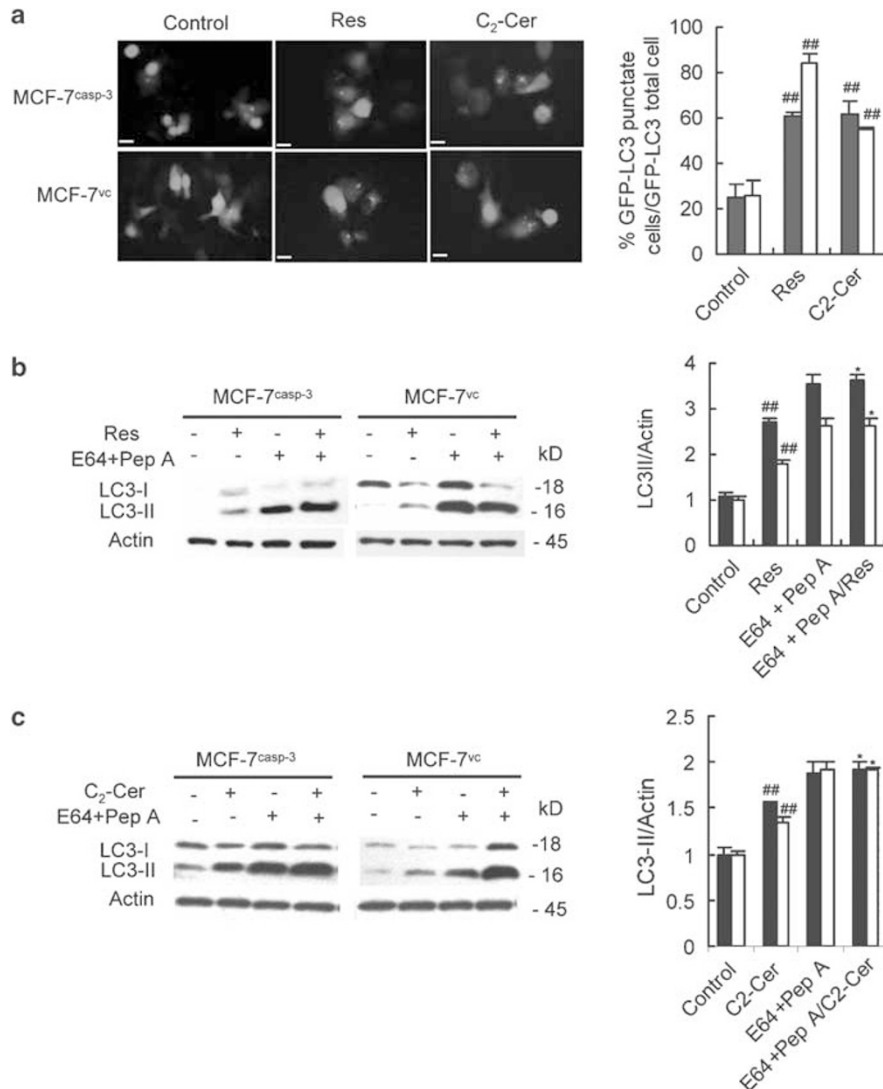 a
Control Res C2-Cer
MCF-7casp-3
MCF-7vc
% GFP-LC3 punctate
cells/GFP-LC3 total cell
100
80
60
40
20
0
##
##
##
##
Control
Res
C2-Cer
b
MCF-7casp-3 MCF-7vc
Res - + - + - + - +
E64+Pep A - - + + - - + + kD
LC3-I -18
LC3-II - 16
Actin - 45
LC3II/Actin
4
3
2
1
0
##
##
*
*
Control
Res
E64 + Pep A
E64 + Pep A/Res
c
MCF-7casp-3 MCF-7vc
C2-Cer - + - + - + - +
E64+Pep A - - + + - - + + kD
LC3-I -18
LC3-II - 16
Actin - 45
LC3-II/Actin
2.5
2
1.5
1
0.5
0
##
##
*
*
Control
C2-Cer
E64+Pep A
E64+Pep A/C2-Cer